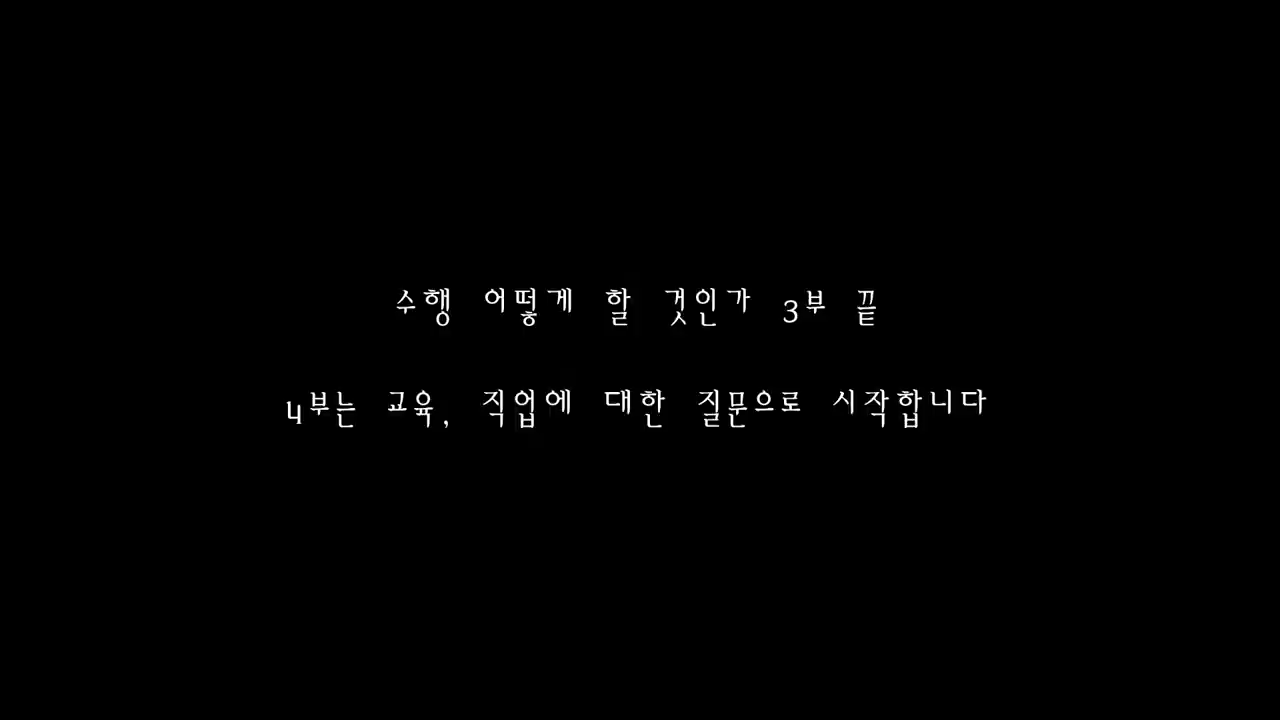 수행 어떻게 할 것인가 3부 끝
4부는 교육, 직업에 대한 질문으로 시작합니다